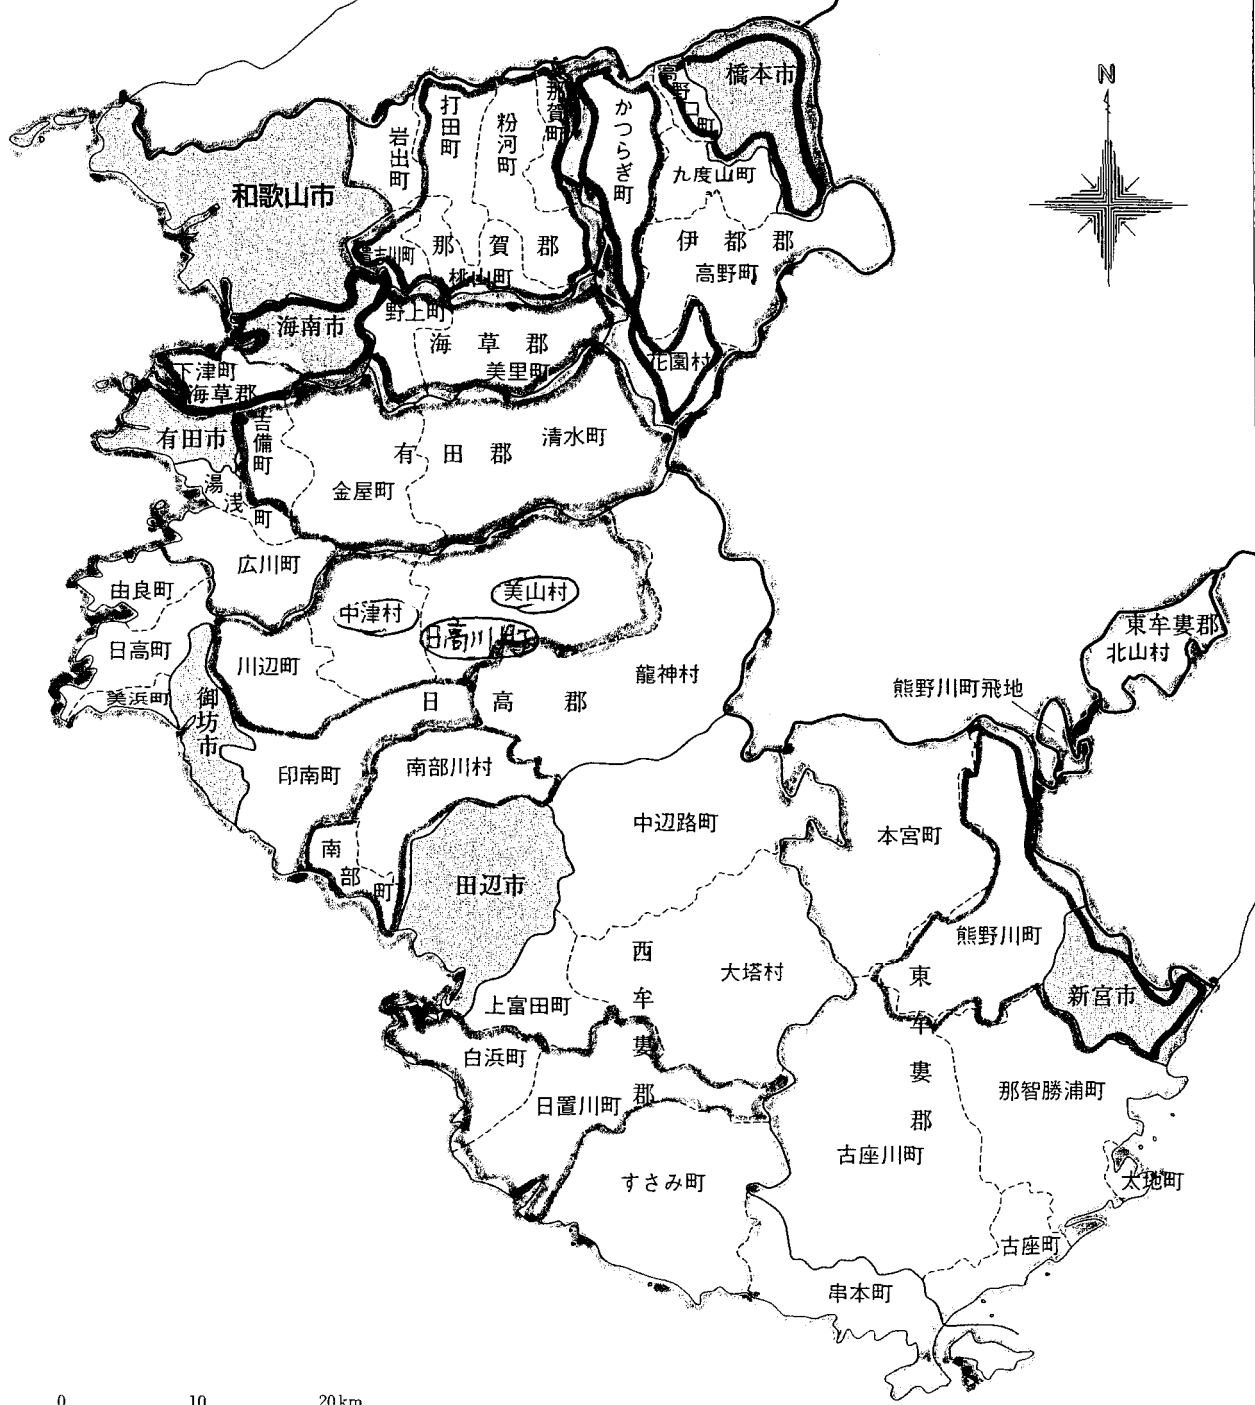 N
橋本市
高野口町
那賀町
かつらぎ町
打田町
粉河町
岩出町
九度山町
和歌山市
伊都郡
高野町
那賀郡
桃山町
野上町
海南市
海草郡
美里町
花園村
下津町
海草郡
有田市
吉備町
有田郡
清水町
金屋町
湯浅町
広川町
由良町
美山村
中津村
日高川町
日高町
川辺町
東牟婁郡
北山村
龍神村
熊野川町飛地
美浜町
日高郡
御坊市
印南町
南部川村
中辺路町
本宮町
南部町
田辺市
熊野川町
西牟婁郡
大塔村
東牟婁郡
新宮市
上富田町
白浜町
日置川町
那智勝浦町
古座川町
すさみ町
太地町
古座町
串本町
0 10 20km